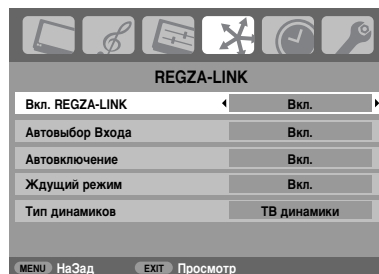 REGZA-LINK
Вкл. REGZA-LINK Вкл.
Автовыбор Входа Вкл.
Автовключение Вкл.
Ждущий режим Вкл.
Тип динамиков ТВ динамики
MENU НаЗад EXIT Просмотр